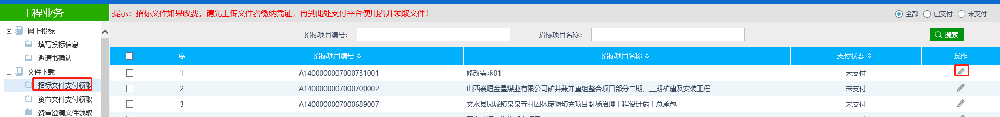 工程业务
提示：招标文件如果收费，请先上传文件费缴纳凭证，再到此处支付平台使用费并领取文件！
全部 已支付 未支付
网上投标
填写投标信息
邀请书确认
文件下载
招标文件支付领取
资审文件支付领取
资审澄清文件领取
招标项目编号： 招标项目名称： 搜索
序 招标项目编号 招标项目名称 支付状态 操作
1 A1400000007000731001 修改需求01 未支付
2 A1400000007000700002 山西襄垣金星煤业有限公司矿井兼并重组整合项目部分二期、三期矿建及安装工程 未支付
3 A1400000007000689007 文水县凤城镇泉泉寺村固体废物填充项目封场治理工程设计施工总承包 未支付